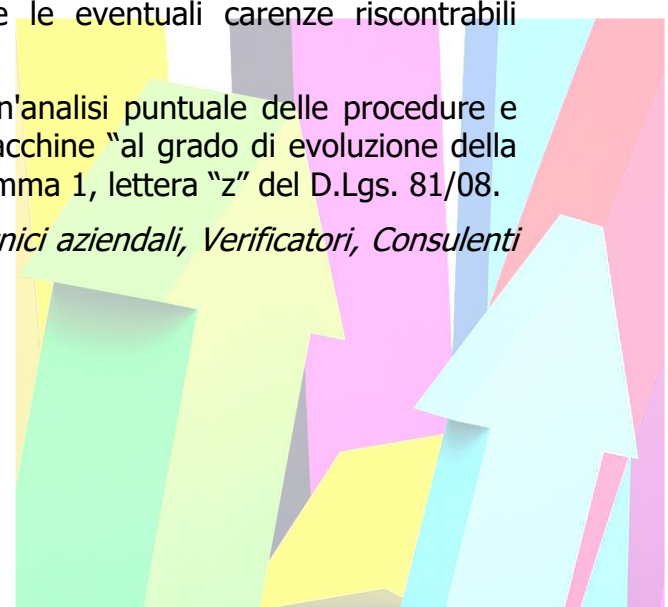 e le eventuali carenze riscontrabili
n'analisi puntuale delle procedure e
acchine “al grado di evoluzione della
mma 1, lettera “z” del D.Lgs. 81/08.
nici aziendali, Verificatori, Consulenti